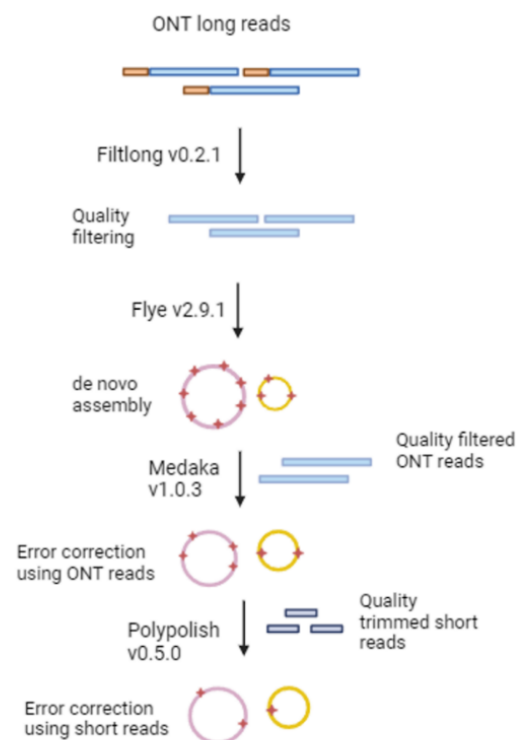 ONT long reads
Filtlong v0.2.1
Quality
filtering
Flye v2.9.1
de novo
assembly
Quality filtered
ONT reads
Medaka
v1.0.3
Error correction
using ONT reads
Quality
trimmed short
reads
Polypolish
v0.5.0
Error correction
using short reads